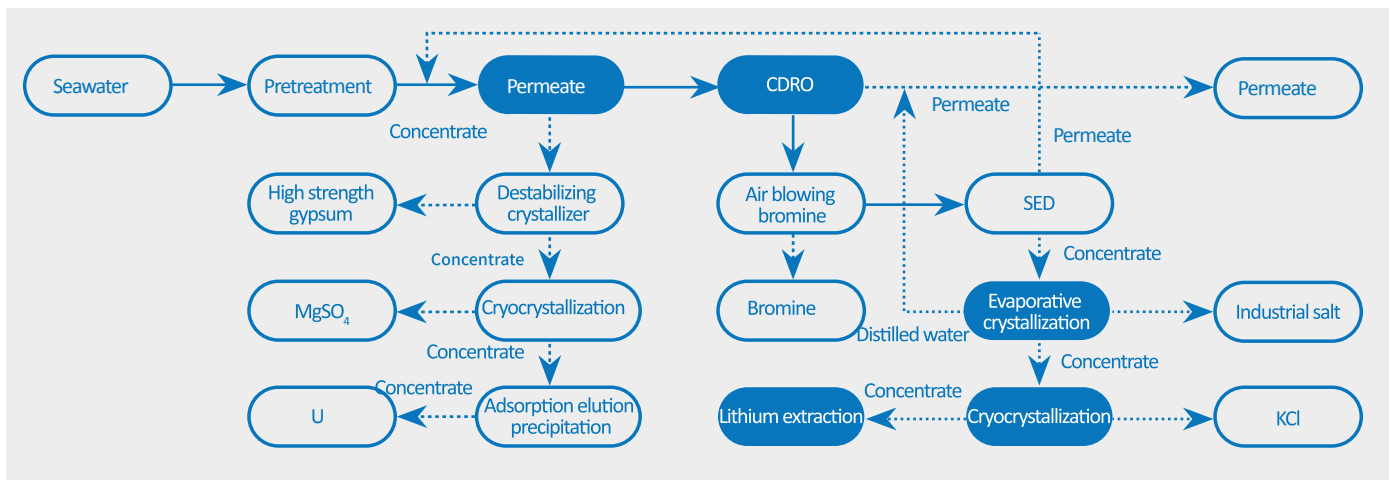 Seawater
Pretreatment
Permeate
CDRO
Permeate
Permeate
Permeate
Concentrate
High strength
gypsum
Destabilizing
crystallizer
Air blowing
bromine
SED
Concentrate
Concentrate
MgSO₄
Cryocrystallization
Bromine
Evaporative
crystallization
Industrial salt
Distilled water
Concentrate
Concentrate
Concentrate
Concentrate
U
Adsorption elution
precipitation
Lithium extraction
Cryocrystallization
KCl